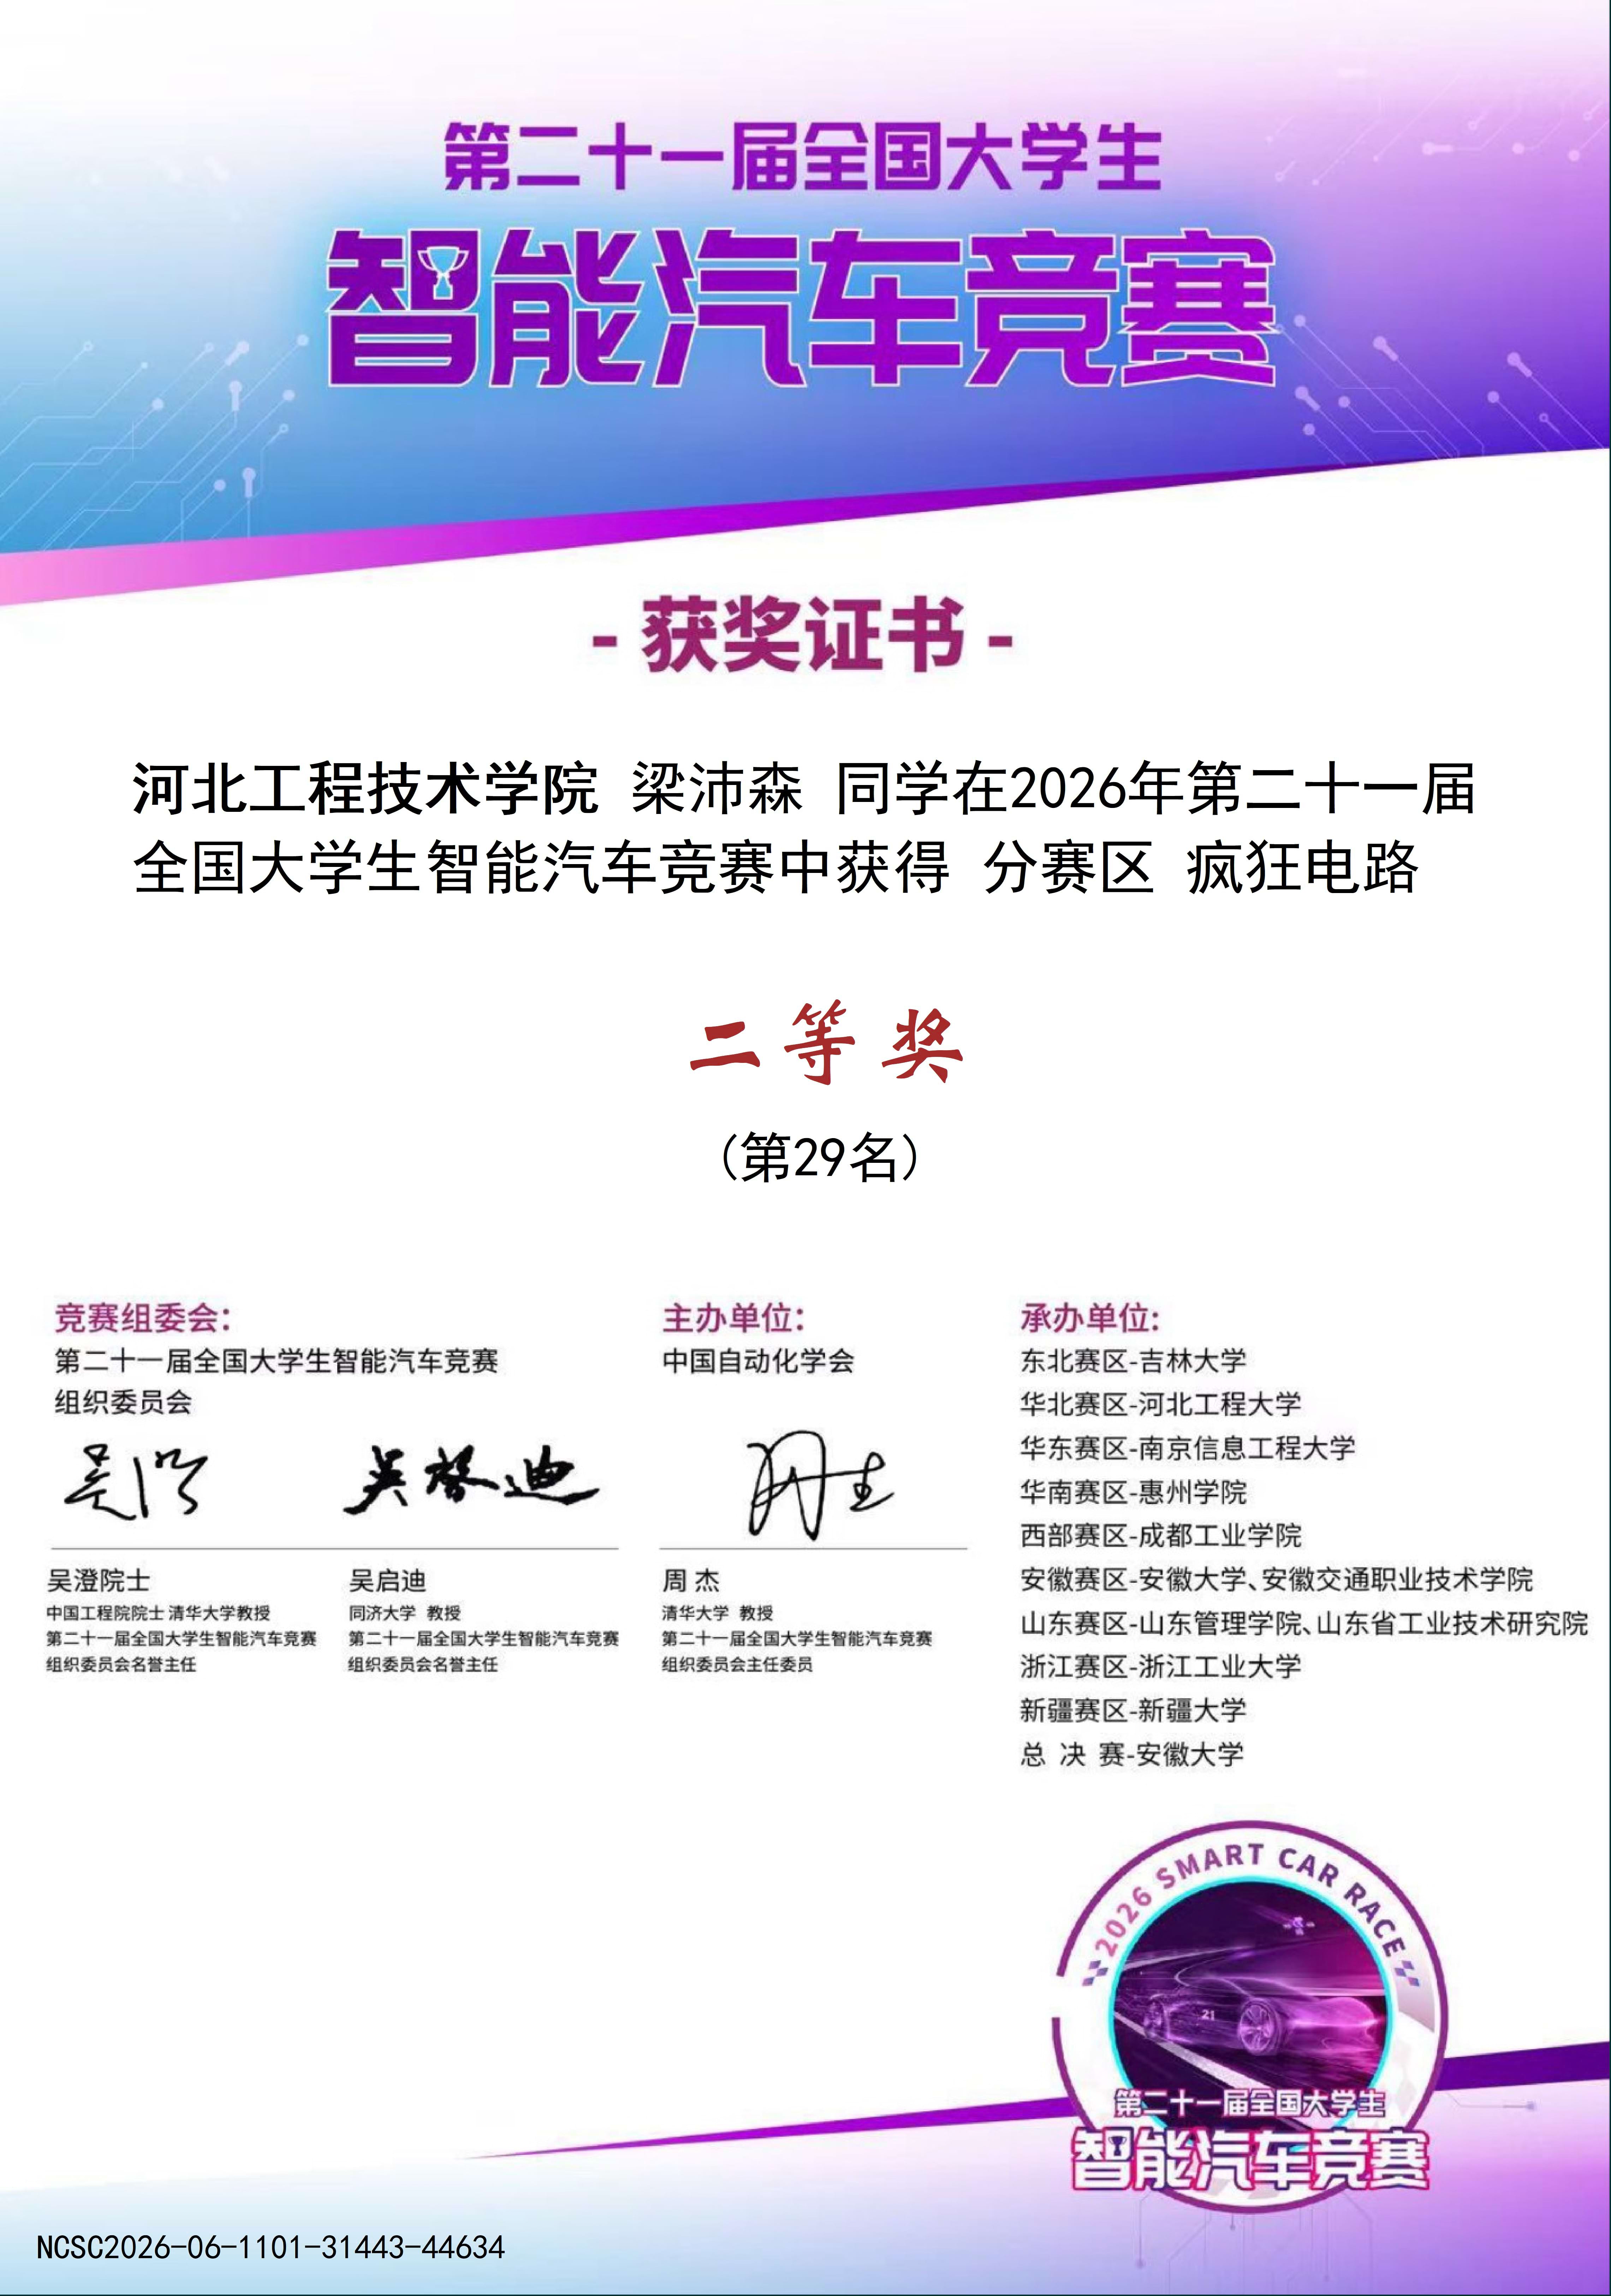 第二十一届全国大学生
智能汽车竞赛
- 获奖证书 -
河北工程技术学院 梁沛森 同学在2026年第二十一届
全国大学生智能汽车竞赛中获得 分赛区 疯狂电路
二等奖
(第29名)
竞赛组委会:
第二十一届全国大学生智能汽车竞赛
组织委员会
吴澄
吴启迪
吴澄院士
中国工程院院士 清华大学教授
第二十一届全国大学生智能汽车竞赛
组织委员会名誉主任
吴启迪
同济大学 教授
第二十一届全国大学生智能汽车竞赛
组织委员会名誉主任
主办单位:
中国自动化学会
周 杰
清华大学 教授
第二十一届全国大学生智能汽车竞赛
组织委员会主任委员
承办单位:
东北赛区-吉林大学
华北赛区-河北工程大学
华东赛区-南京信息工程大学
华南赛区-惠州学院
西部赛区-成都工业学院
安徽赛区-安徽大学、安徽交通职业技术学院
山东赛区-山东管理学院、山东省工业技术研究院
浙江赛区-浙江工业大学
新疆赛区-新疆大学
总 决 赛-安徽大学
2026 SMART CAR RACE
21
第二十一届全国大学生
智能汽车竞赛
NCSC2026-06-1101-31443-44634